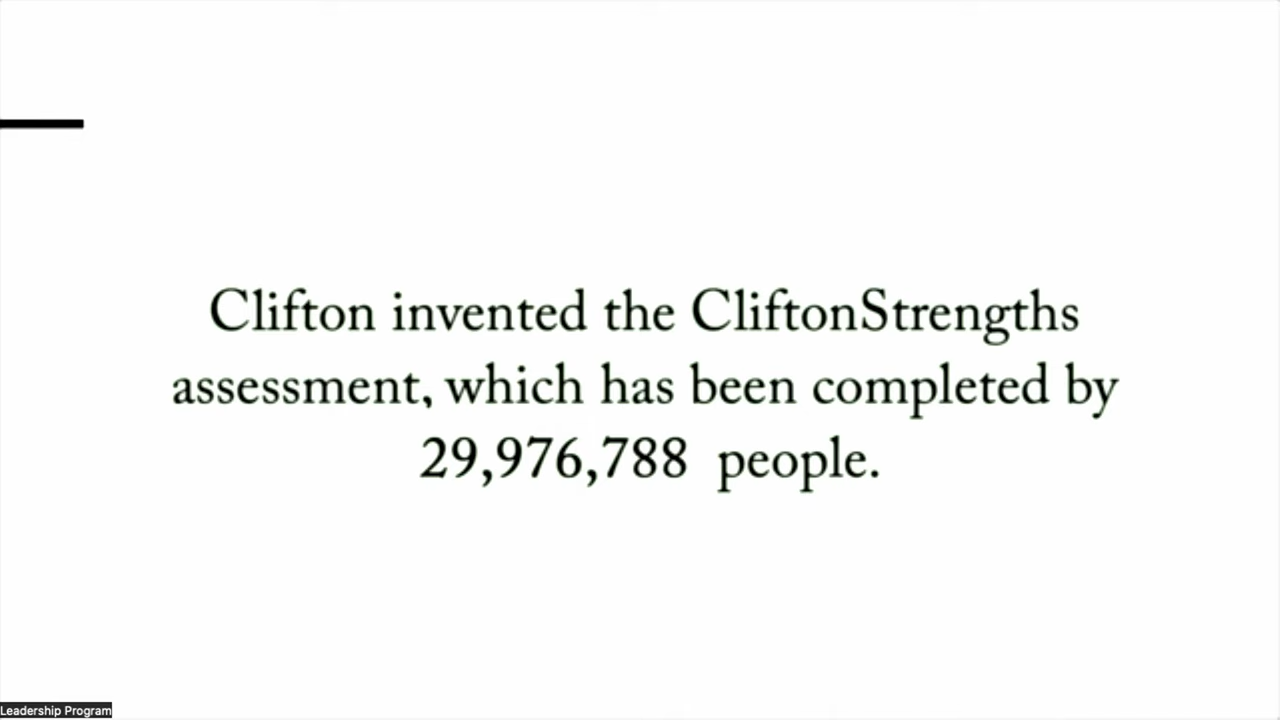 Clifton invented the CliftonStrengths
assessment, which has been completed by
29,976,788 people.
Leadership Program